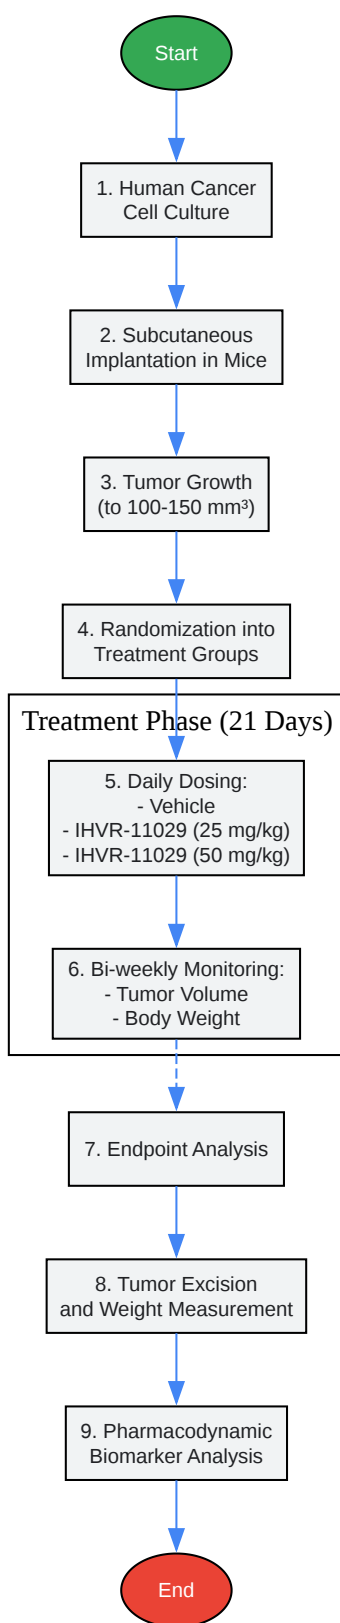 Start
1. Human Cancer
Cell Culture
2. Subcutaneous
Implantation in Mice
3. Tumor Growth
(to 100-150 mm³)
4. Randomization into
Treatment Groups
Treatment Phase (21 Days)
5. Daily Dosing:
- Vehicle
- IHVR-11029 (25 mg/kg)
- IHVR-11029 (50 mg/kg)
6. Bi-weekly Monitoring:
- Tumor Volume
- Body Weight
7. Endpoint Analysis
8. Tumor Excision
and Weight Measurement
9. Pharmacodynamic
Biomarker Analysis
End